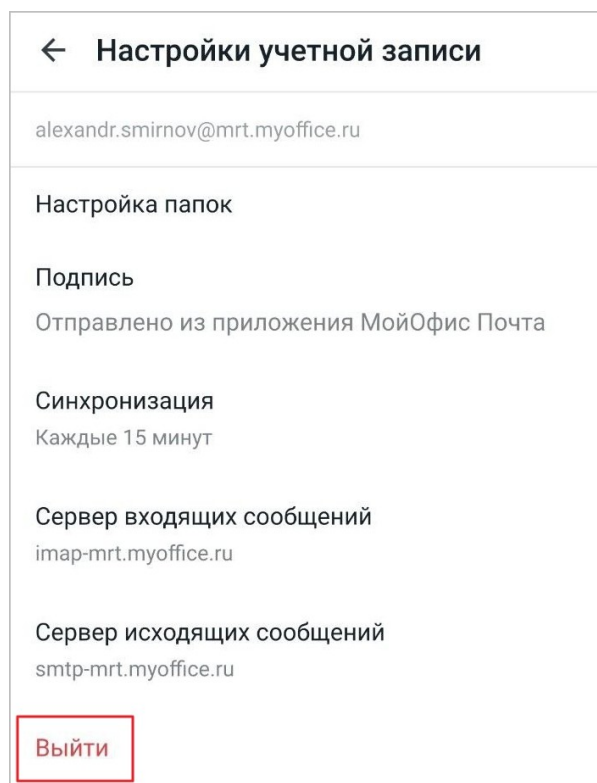 Настройки учетной записи
alexandr.smirnov@mrt.myoffice.ru
Настройка папок
Подпись
Отправлено из приложения МойОфис Почта
Синхронизация
Каждые 15 минут
Сервер входящих сообщений
imap-mrt.myoffice.ru
Сервер исходящих сообщений
smtp-mrt.myoffice.ru
Выйти